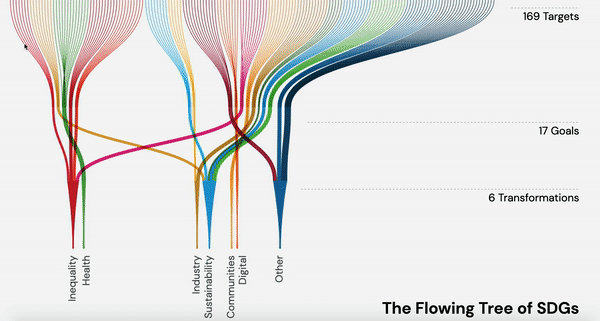 169 Targets
17 Goals
6 Transformations
Inequality
Health
Industry
Sustainability
Communities
Digital
Other
The Flowing Tree of SDGs